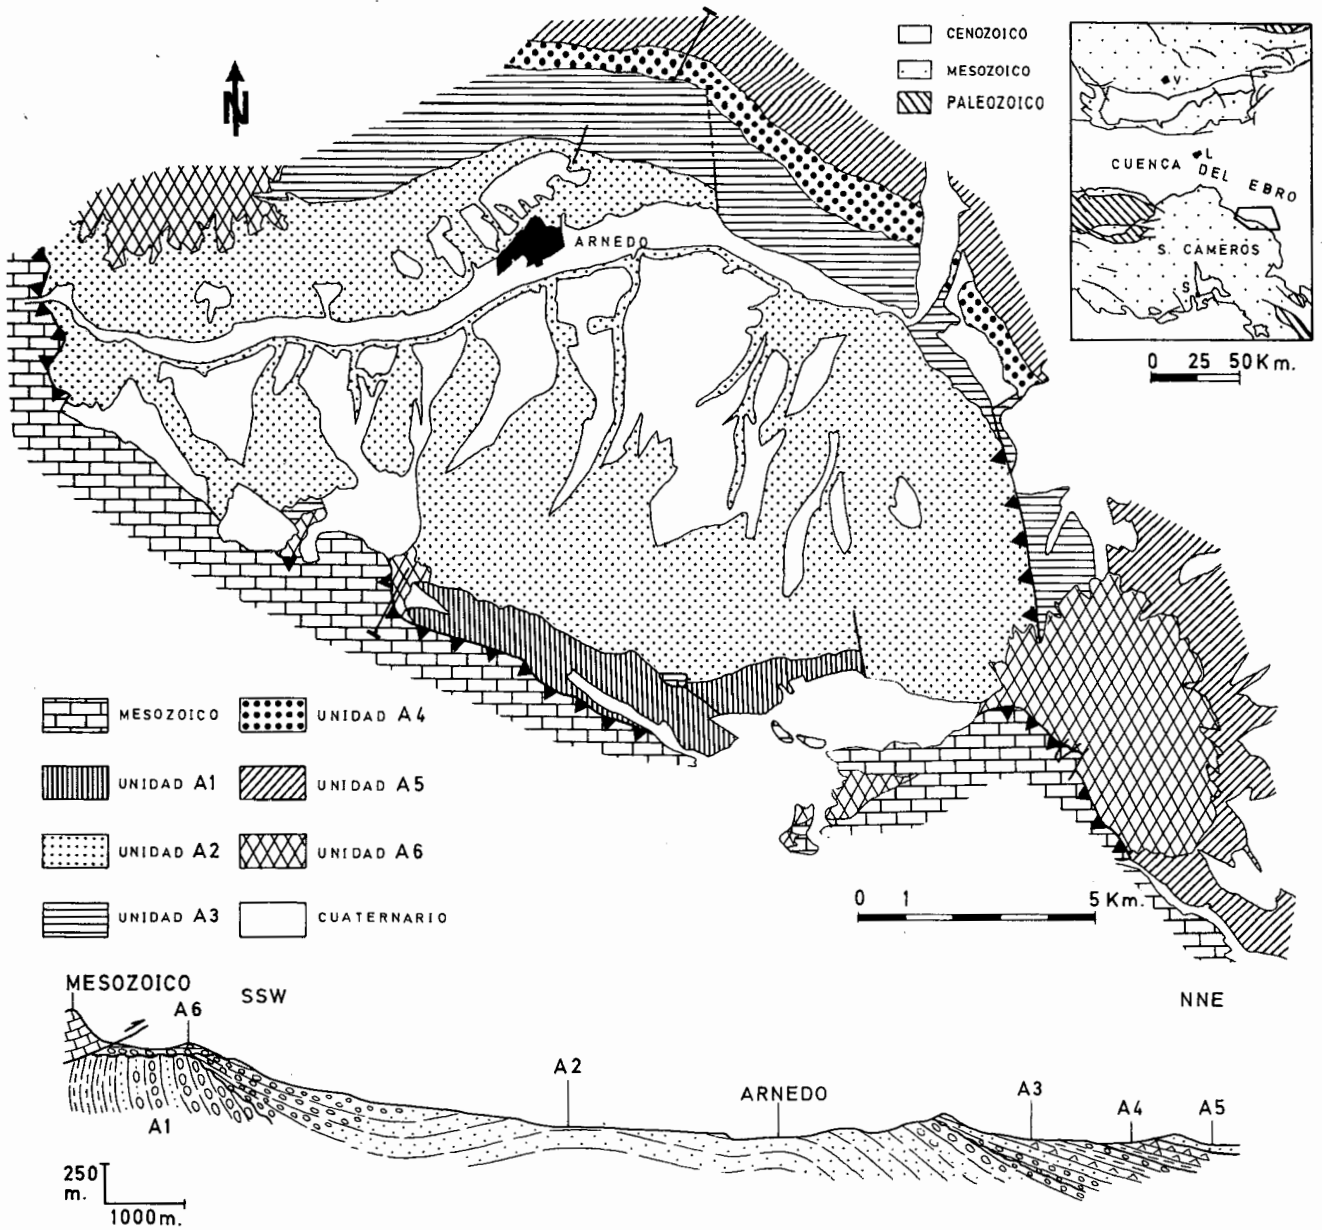 CENOZOICO
MESOZOICO
PALEOZOICO
V
L
CUENCA DEL EBRO
S. CAMEROS
S
0 25 50 Km.
N
ARNEDO
MESOZOICO
UNIDAD A4
UNIDAD A1
UNIDAD A5
UNIDAD A2
UNIDAD A6
UNIDAD A3
CUATERNARIO
0 1 5 Km.
MESOZOICO
SSW
NNE
A6
A2
ARNEDO
A3
A4
A5
A1
250 m.
1000 m.